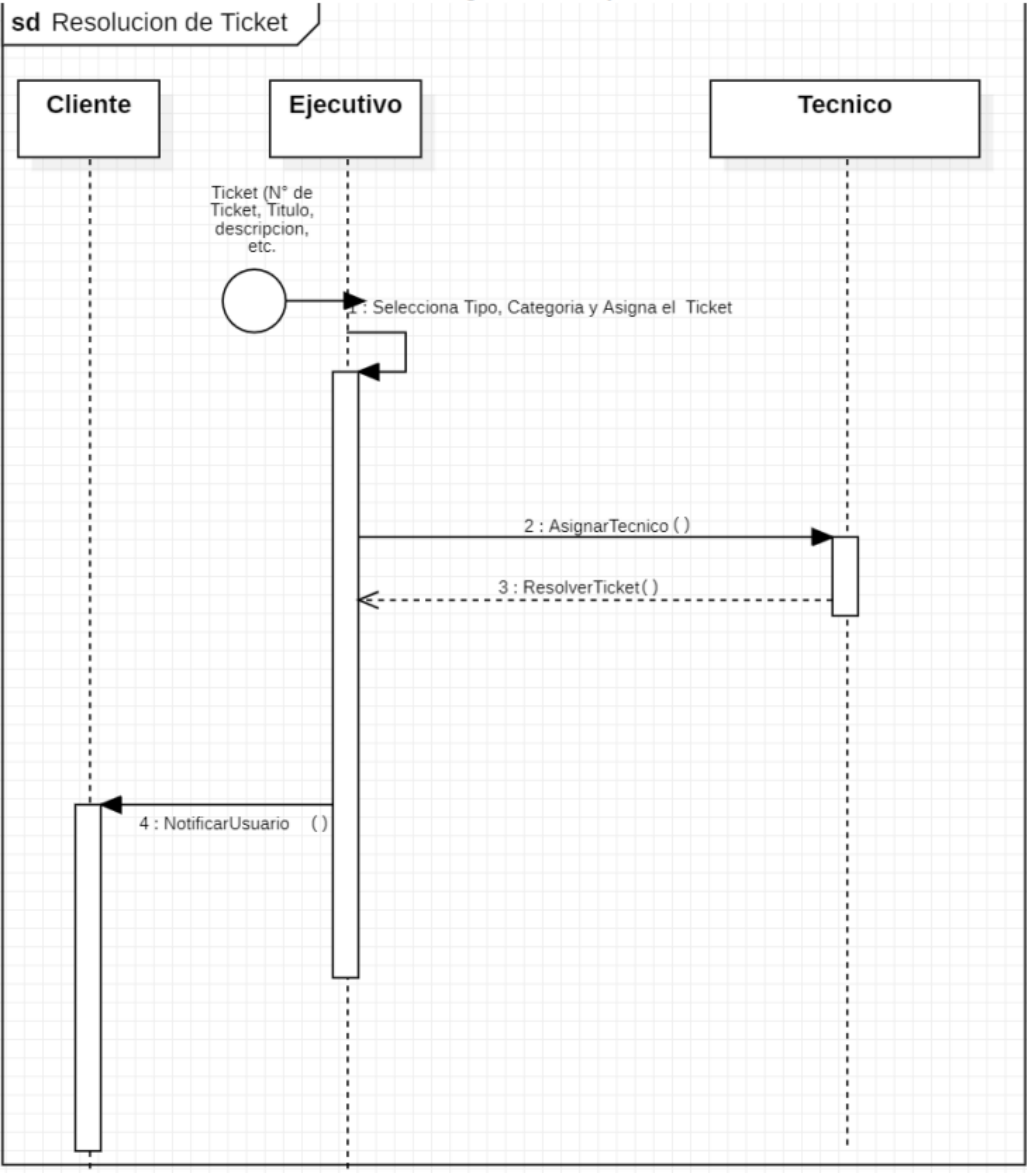 sd Resolucion de Ticket
Cliente
Ejecutivo
Tecnico
Ticket (N° de
Ticket, Titulo,
descripcion,
etc.
1 : Selecciona Tipo, Categoria y Asigna el Ticket
2 : AsignarTecnico ( )
3 : ResolverTicket( )
4 : NotificarUsuario ( )